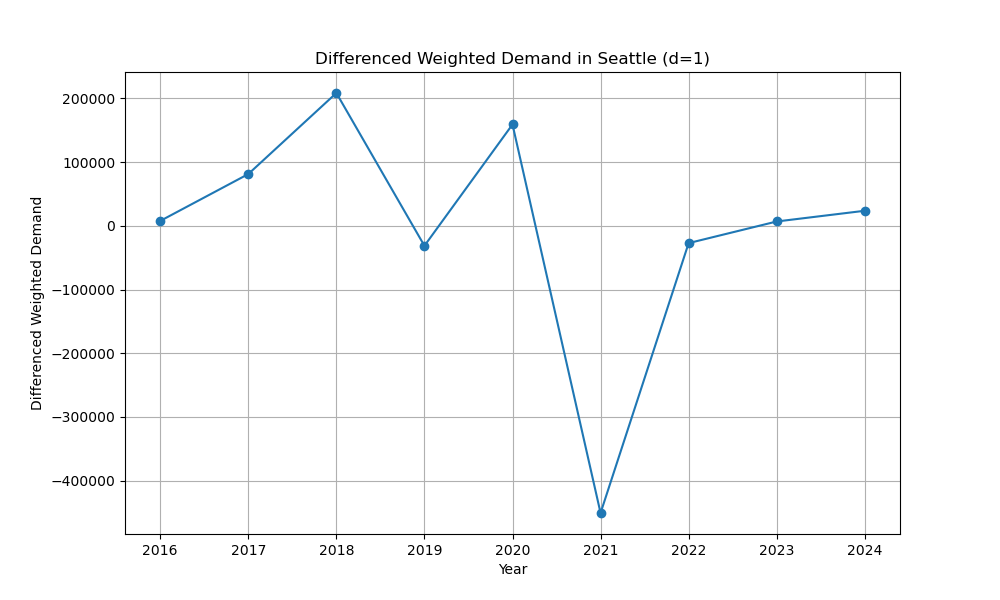 Differenced Weighted Demand in Seattle (d=1)
Differenced Weighted Demand
200000
100000
0
−100000
−200000
−300000
−400000
2016 2017 2018 2019 2020 2021 2022 2023 2024
Year